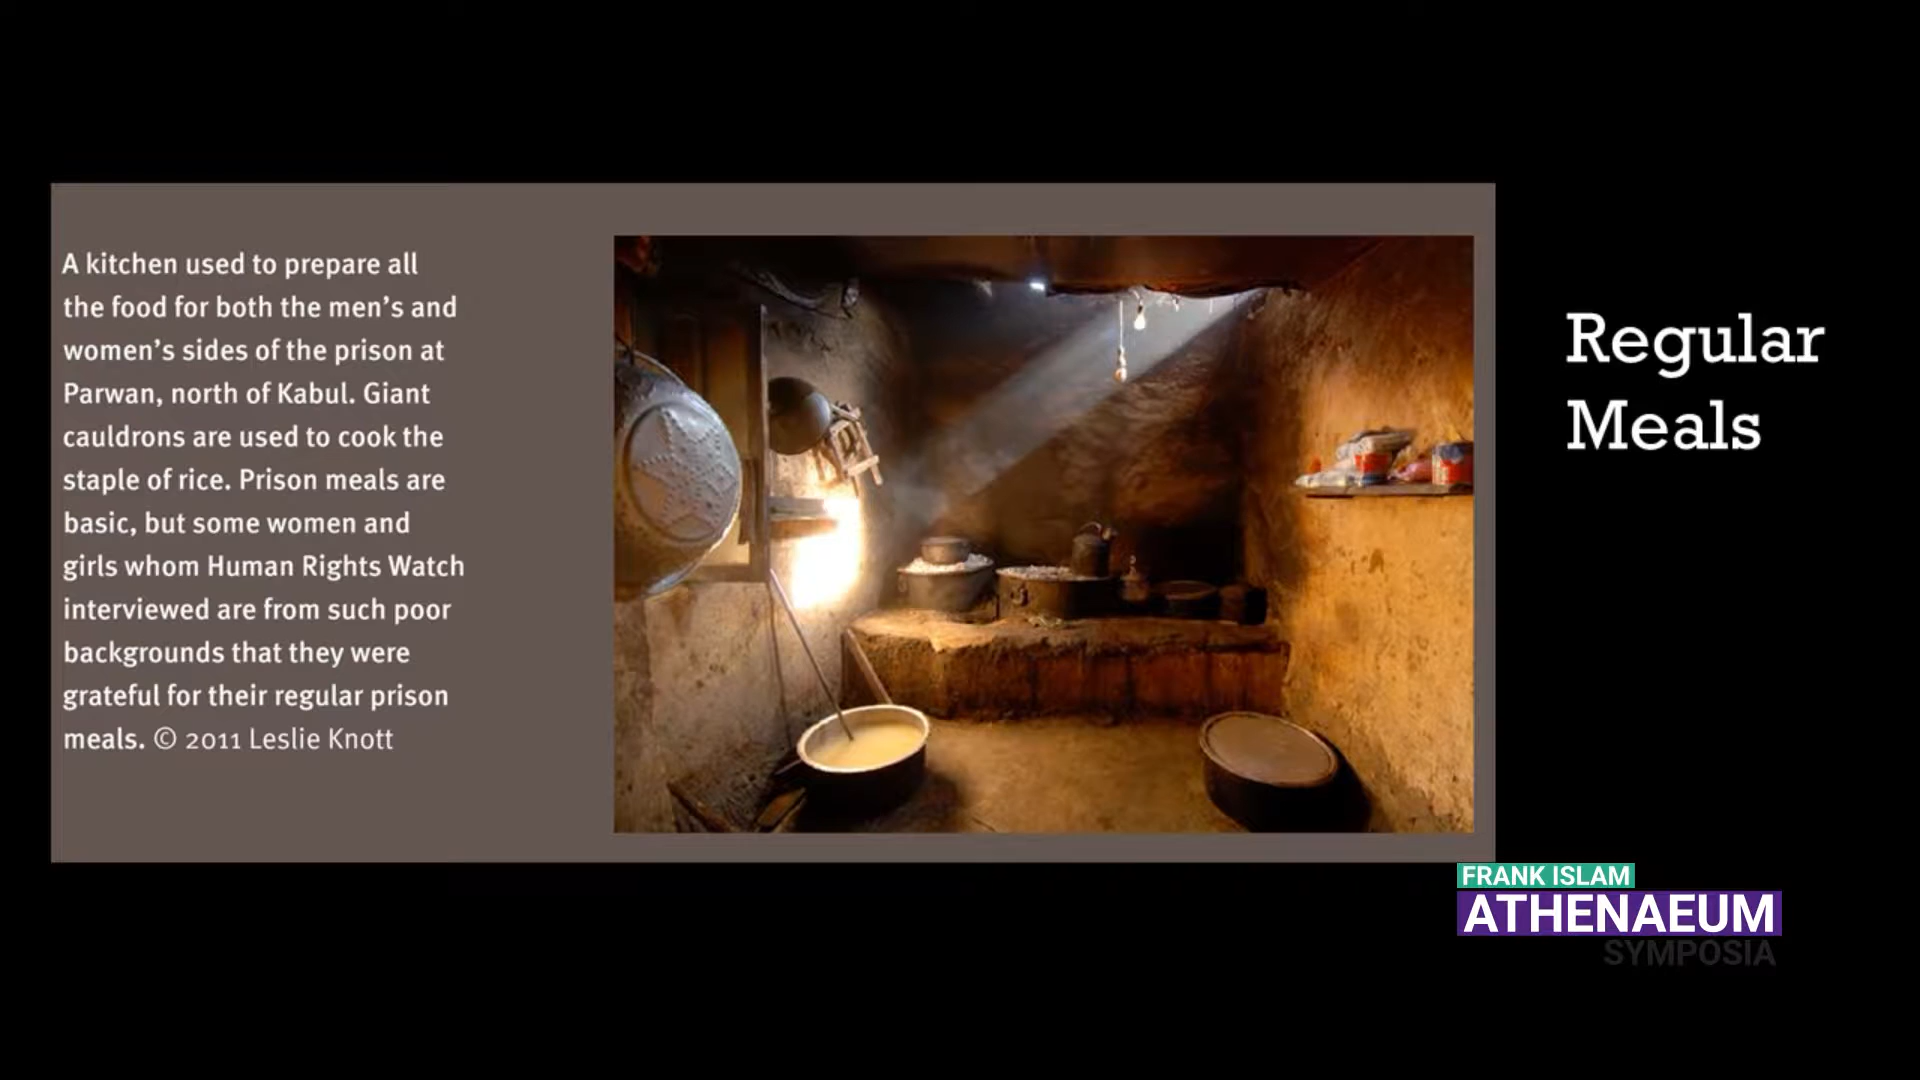 A kitchen used to prepare all
the food for both the men’s and
women’s sides of the prison at
Parwan, north of Kabul. Giant
cauldrons are used to cook the
staple of rice. Prison meals are
basic, but some women and
girls whom Human Rights Watch
interviewed are from such poor
backgrounds that they were
grateful for their regular prison
meals. © 2011 Leslie Knott
Regular
Meals
FRANK ISLAM
ATHENAEUM
SYMPOSIA